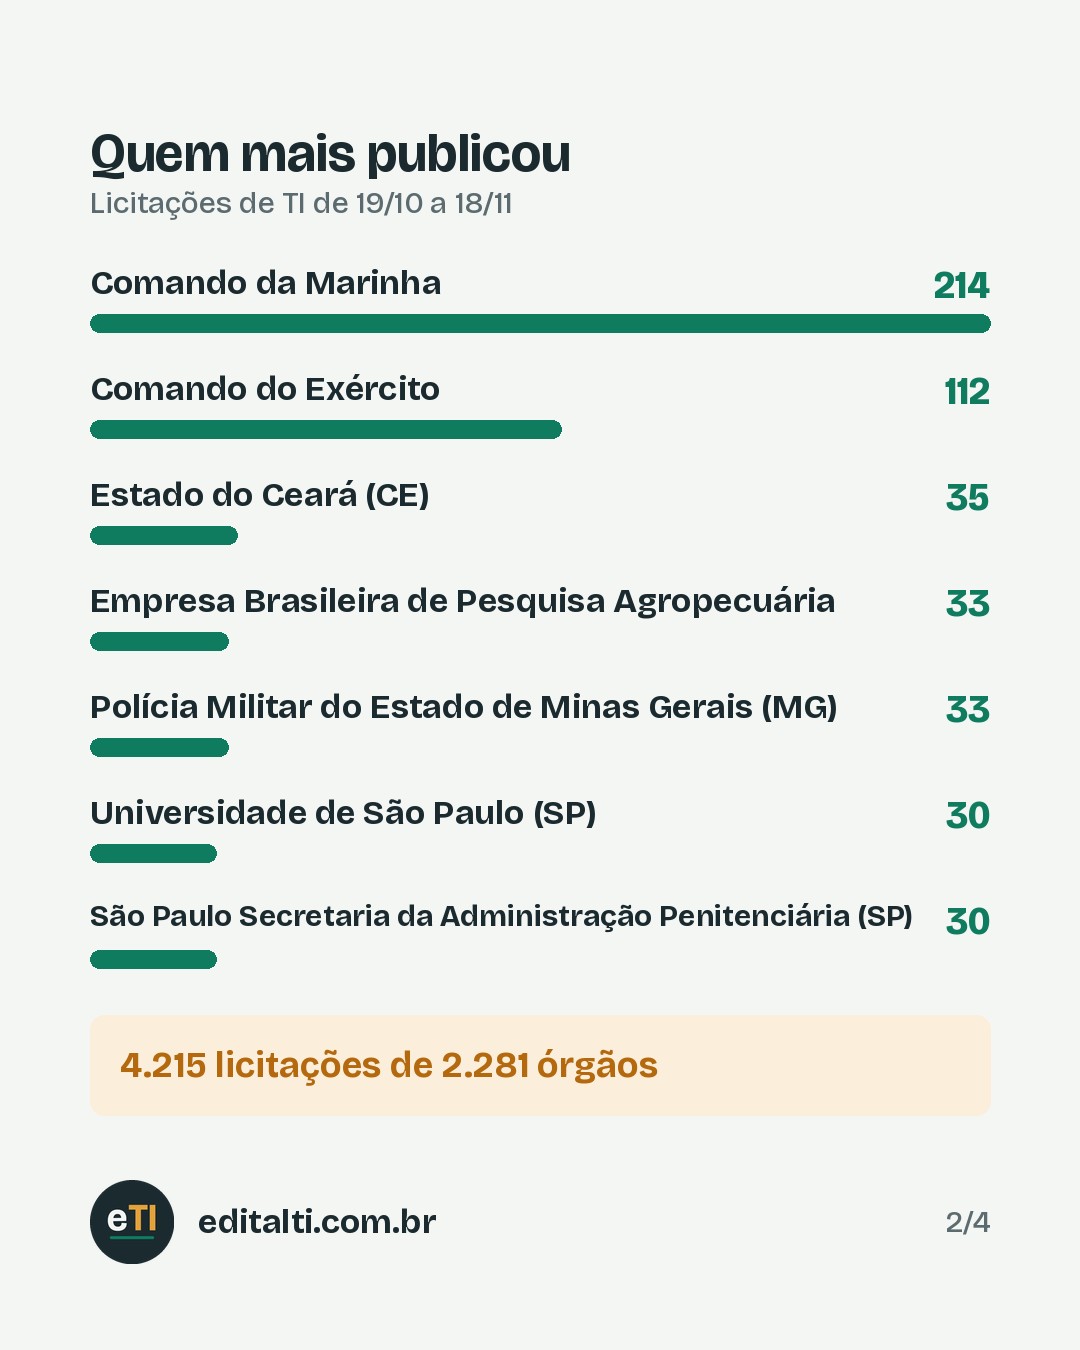 Quem mais publicou
Licitações de TI de 19/10 a 18/11
Comando da Marinha 214
Comando do Exército 112
Estado do Ceará (CE) 35
Empresa Brasileira de Pesquisa Agropecuária 33
Polícia Militar do Estado de Minas Gerais (MG) 33
Universidade de São Paulo (SP) 30
São Paulo Secretaria da Administração Penitenciária (SP) 30
4.215 licitações de 2.281 órgãos
eTI editalti.com.br 2/4